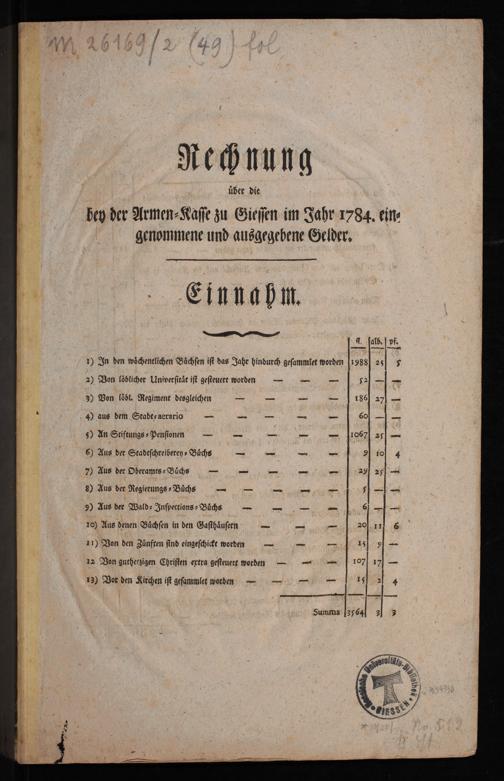 M 26169/2 (49) fol
Rechnung
über die
bey der Armen-Kasse zu Giessen im Jahr 1784. ein-
genommene und ausgegebene Gelder.
Einnahm.
fl. alb. pf.
1) In den wöchentlichen Büchsen ist das Jahr hindurch gesammlet worden 1988 25 5
2) Von löblicher Universität ist gesteuert worden — — — 52 — —
3) Von löbl. Regiment desgleichen — — — — 186 27 —
4) aus dem Stadt-aerario — — — — — 60 — —
5) An Stiftungs-Pensionen — — — — — 1067 25 —
6) Aus der Stadtschreiberey-Büchs — — — — 9 10 4
7) Aus der Oberamts-Büchs — — — — — 29 25 —
8) Aus der Regierungs-Büchs — — — — — 5 — —
9) Aus der Wald-Inspections-Büchs — — — — 6 — —
10) Aus denen Büchsen in den Gasthäusern — — — 20 11 6
11) Von den Zünften sind eingeschickt worden — — — 15 9 —
12 Von gutherzigen Christen extra gesteuert worden — — 107 17 —
13) Vor den Kirchen ist gesammlet worden — — — — 15 2 4
Summa 3564 3 3
Universitäts-Bibliothek
GIESSEN